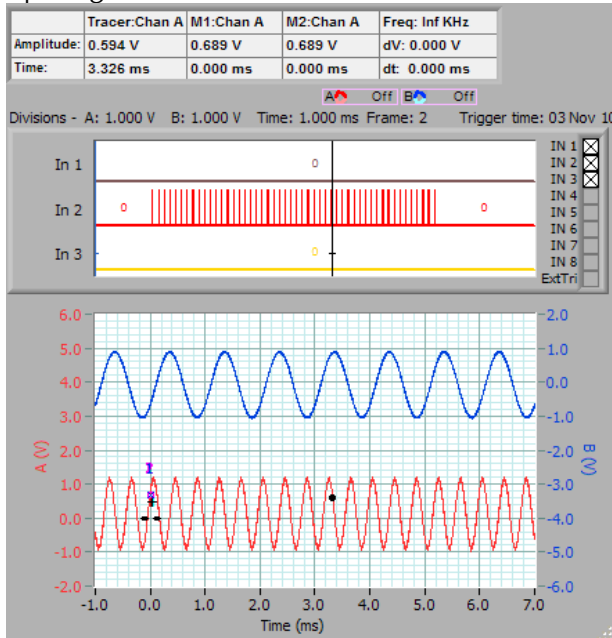 Tracer:Chan A M1:Chan A M2:Chan A Freq: Inf KHz
Amplitude: 0.594 V 0.689 V 0.689 V dV: 0.000 V
Time: 3.326 ms 0.000 ms 0.000 ms dt: 0.000 ms
A Off B Off
Divisions - A: 1.000 V B: 1.000 V Time: 1.000 ms Frame: 2 Trigger time: 03 Nov 10
In 1 0 IN 1
IN 2
IN 3
In 2 0 0 IN 4
IN 5
IN 6
In 3 0 IN 7
IN 8
ExtTri
6.0 2.0
5.0 1.0
4.0 0.0
3.0 -1.0
2.0 -2.0
1.0 -3.0
0.0 -4.0
-1.0 -5.0
-2.0 -6.0
A (V) B (V)
-1.0 0.0 1.0 2.0 3.0 4.0 5.0 6.0 7.0
Time (ms)